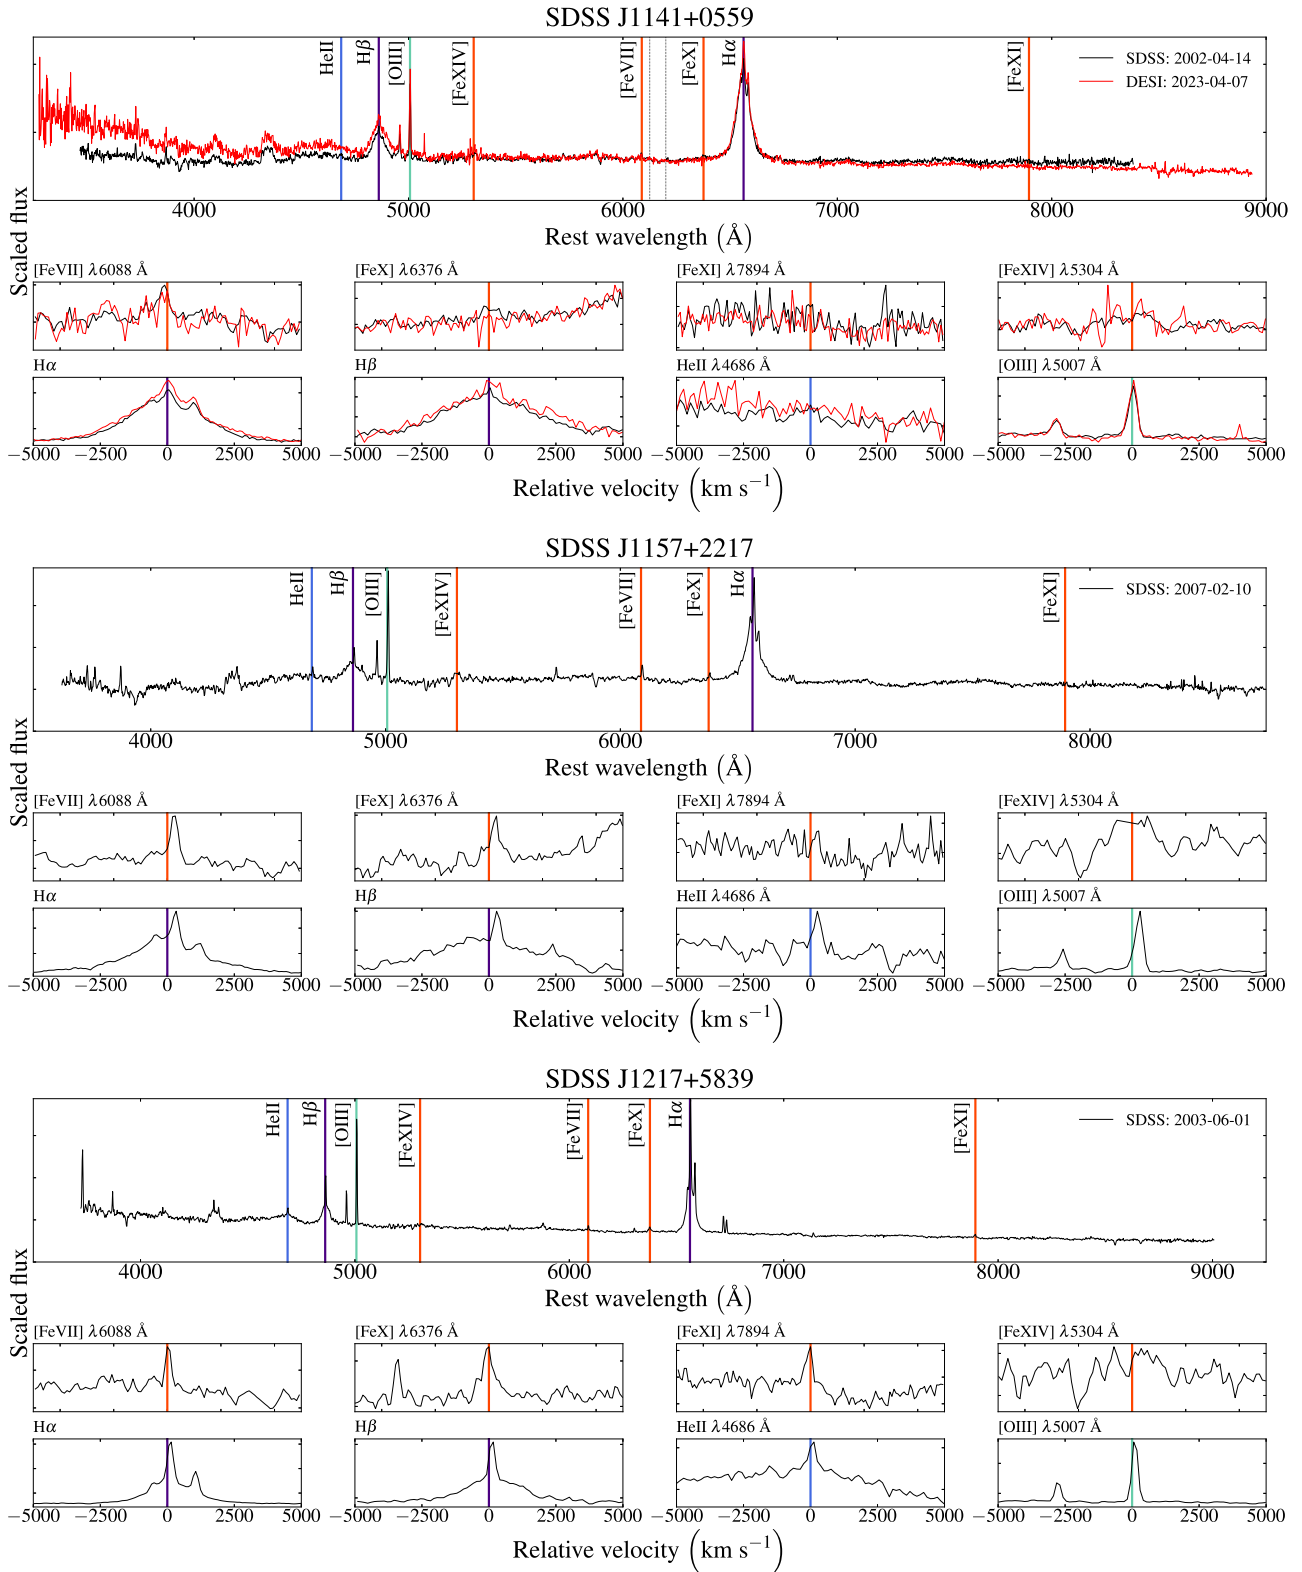 SDSS J1141+0559
HeII
Hβ
[OIII]
[FeXIV]
[FeVII]
[FeX]
Hα
[FeXI]
SDSS: 2002-04-14
DESI: 2023-04-07
4000 5000 6000 7000 8000 9000
Rest wavelength (Å)
Scaled flux
[FeVII] λ6088 Å
[FeX] λ6376 Å
[FeXI] λ7894 Å
[FeXIV] λ5304 Å
Hα
Hβ
HeII λ4686 Å
[OIII] λ5007 Å
−5000 −2500 0 2500 5000
−5000 −2500 0 2500 5000
−5000 −2500 0 2500 5000
−5000 −2500 0 2500 5000
Relative velocity (km s⁻¹)
SDSS J1157+2217
HeII
Hβ
[OIII]
[FeXIV]
[FeVII]
[FeX]
Hα
[FeXI]
SDSS: 2007-02-10
4000 5000 6000 7000 8000
Rest wavelength (Å)
Scaled flux
[FeVII] λ6088 Å
[FeX] λ6376 Å
[FeXI] λ7894 Å
[FeXIV] λ5304 Å
Hα
Hβ
HeII λ4686 Å
[OIII] λ5007 Å
−5000 −2500 0 2500 5000
−5000 −2500 0 2500 5000
−5000 −2500 0 2500 5000
−5000 −2500 0 2500 5000
Relative velocity (km s⁻¹)
SDSS J1217+5839
HeII
Hβ
[OIII]
[FeXIV]
[FeVII]
[FeX]
Hα
[FeXI]
SDSS: 2003-06-01
4000 5000 6000 7000 8000 9000
Rest wavelength (Å)
Scaled flux
[FeVII] λ6088 Å
[FeX] λ6376 Å
[FeXI] λ7894 Å
[FeXIV] λ5304 Å
Hα
Hβ
HeII λ4686 Å
[OIII] λ5007 Å
−5000 −2500 0 2500 5000
−5000 −2500 0 2500 5000
−5000 −2500 0 2500 5000
−5000 −2500 0 2500 5000
Relative velocity (km s⁻¹)